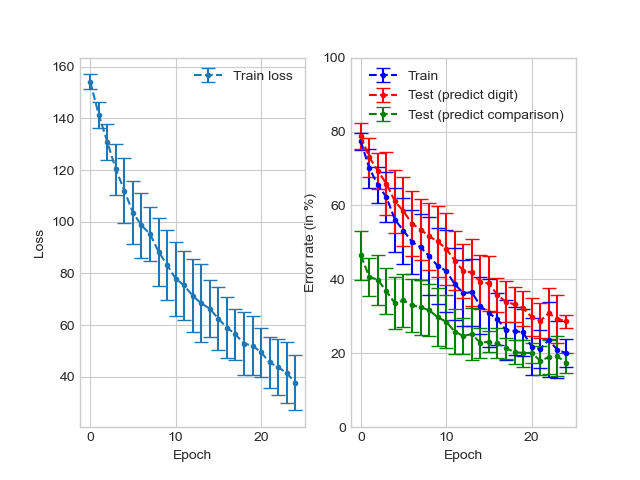 Train loss
160
140
120
100
80
60
40
Loss
0
10
20
Epoch
Train
Test (predict digit)
Test (predict comparison)
100
80
60
40
20
0
Error rate (in %)
0
10
20
Epoch